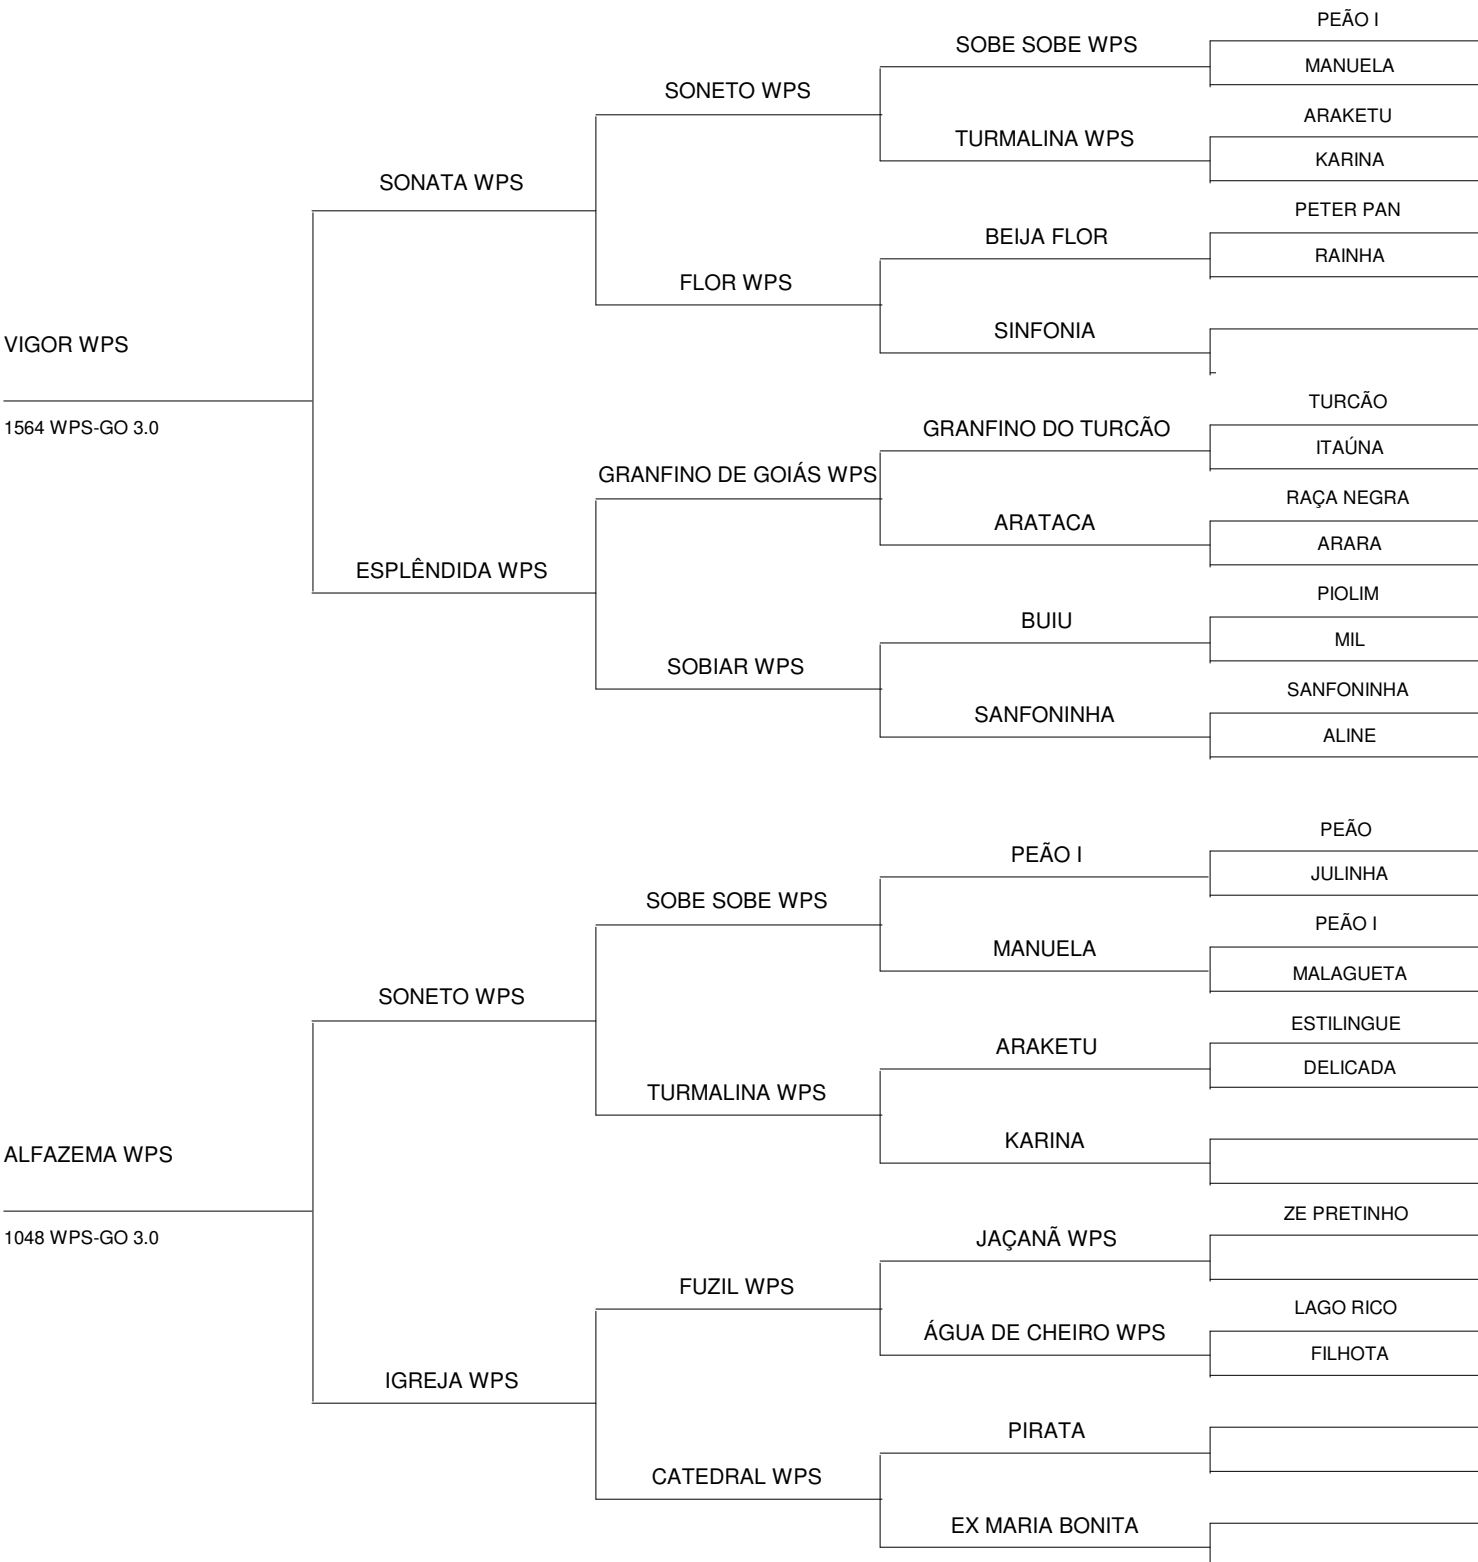 PEÃO I
SOBE SOBE WPS
MANUELA
SONETO WPS
ARAKETU
TURMALINA WPS
KARINA
SONATA WPS
PETER PAN
BEIJA FLOR
RAINHA
FLOR WPS
SINFONIA
VIGOR WPS
1564 WPS-GO 3.0
TURCÃO
GRANFINO DO TURCÃO
ITAÚNA
GRANFINO DE GOIÁS WPS
RAÇA NEGRA
ARATACA
ARARA
ESPLÊNDIDA WPS
PIOLIM
BUIU
MIL
SOBIAR WPS
SANFONINHA
SANFONINHA
ALINE
PEÃO
PEÃO I
JULINHA
SOBE SOBE WPS
PEÃO I
MANUELA
MALAGUETA
SONETO WPS
ESTILINGUE
ARAKETU
DELICADA
TURMALINA WPS
KARINA
ALFAZEMA WPS
1048 WPS-GO 3.0
ZE PRETINHO
JAÇANÃ WPS
FUZIL WPS
LAGO RICO
ÁGUA DE CHEIRO WPS
FILHOTA
IGREJA WPS
PIRATA
CATEDRAL WPS
EX MARIA BONITA